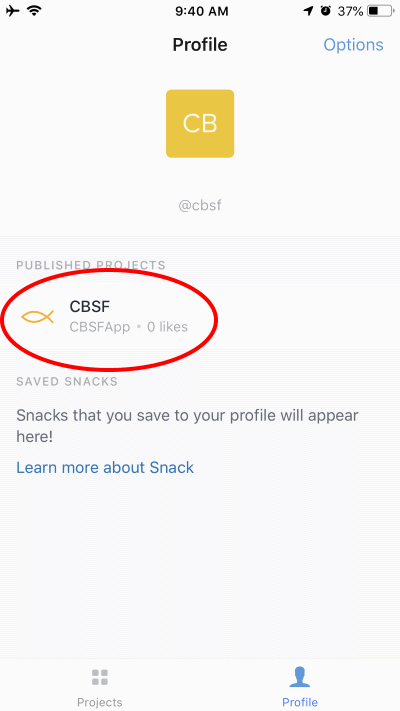 9:40 AM
37%
Profile
Options
CB
@cbsf
PUBLISHED PROJECTS
CBSF
CBSFApp • 0 likes
SAVED SNACKS
Snacks that you save to your profile will appear
here!
Learn more about Snack
Projects
Profile